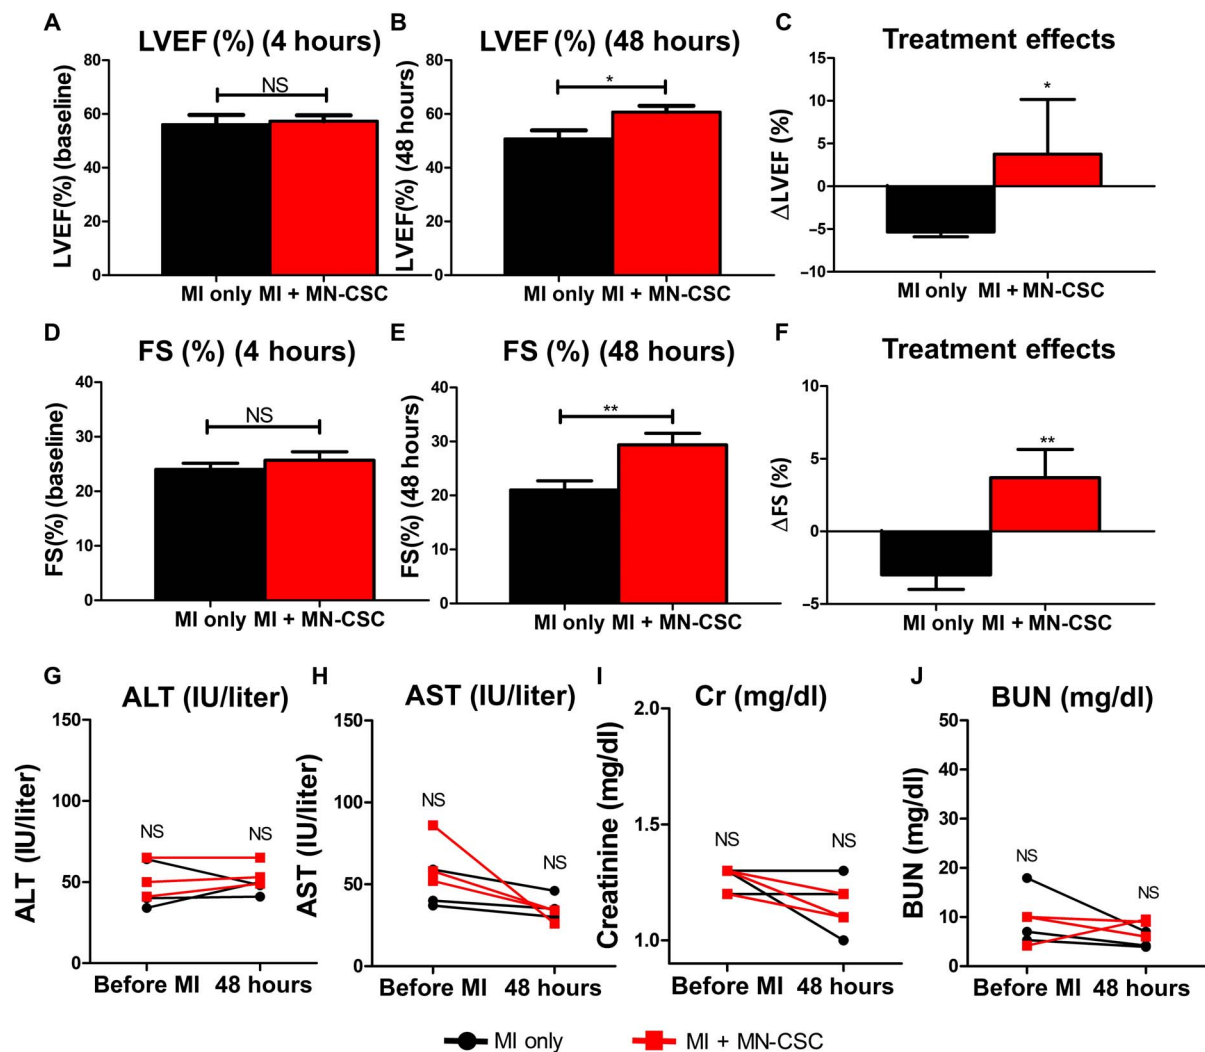 A
LVEF (%) (4 hours)
LVEF(%) (baseline)
80
60
40
20
0
NS
MI only MI + MN-CSC
B
LVEF (%) (48 hours)
LVEF(%) (48 hours)
80
60
40
20
0
*
MI only MI + MN-CSC
C
Treatment effects
ΔLVEF (%)
15
10
5
0
–5
–10
*
MI only MI + MN-CSC
D
FS (%) (4 hours)
FS(%) (baseline)
40
30
20
10
0
NS
MI only MI + MN-CSC
E
FS (%) (48 hours)
FS(%) (48 hours)
40
30
20
10
0
**
MI only MI + MN-CSC
F
Treatment effects
ΔFS (%)
10
5
0
–5
**
MI only MI + MN-CSC
G
ALT (IU/liter)
ALT (IU/liter)
150
100
50
0
NS
NS
Before MI 48 hours
H
AST (IU/liter)
AST (IU/liter)
150
100
50
0
NS
NS
Before MI 48 hours
I
Cr (mg/dl)
Creatinine (mg/dl)
2.0
1.5
1.0
NS
NS
Before MI 48 hours
J
BUN (mg/dl)
BUN (mg/dl)
50
40
30
20
10
0
NS
NS
Before MI 48 hours
MI only
MI + MN-CSC